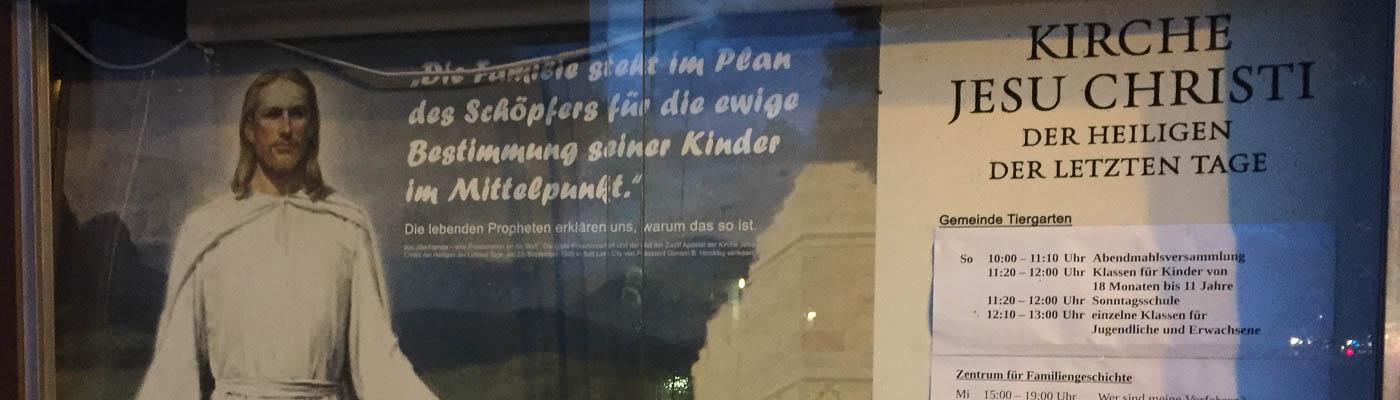 „Die Familie steht im Plan
des Schöpfers für die ewige
Bestimmung seiner Kinder
im Mittelpunkt.“
Die lebenden Propheten erklären uns, warum das so ist.
KIRCHE
JESU CHRISTI
DER HEILIGEN
DER LETZTEN TAGE
Gemeinde Tiergarten
So 10:00 – 11:10 Uhr Abendmahlsversammlung
11:20 – 12:00 Uhr Klassen für Kinder von
18 Monaten bis 11 Jahre
11:20 – 12:00 Uhr Sonntagsschule
12:10 – 13:00 Uhr einzelne Klassen für
Jugendliche und Erwachsene
Zentrum für Familiengeschichte
Mi 15:00 – 19:00 Uhr Wer sind meine Vorfahren?